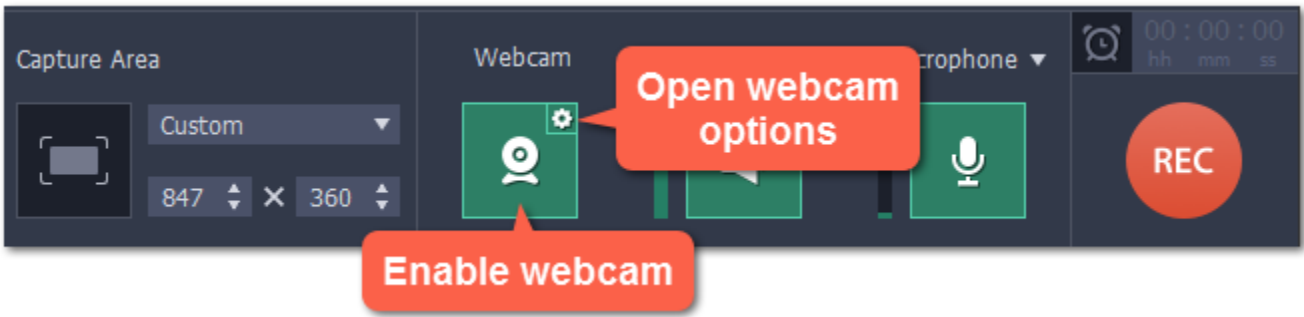 Capture Area
Webcam
crophone
00 : 00 : 00
hh mm ss
Open webcam
options
Custom
847 × 360
REC
Enable webcam